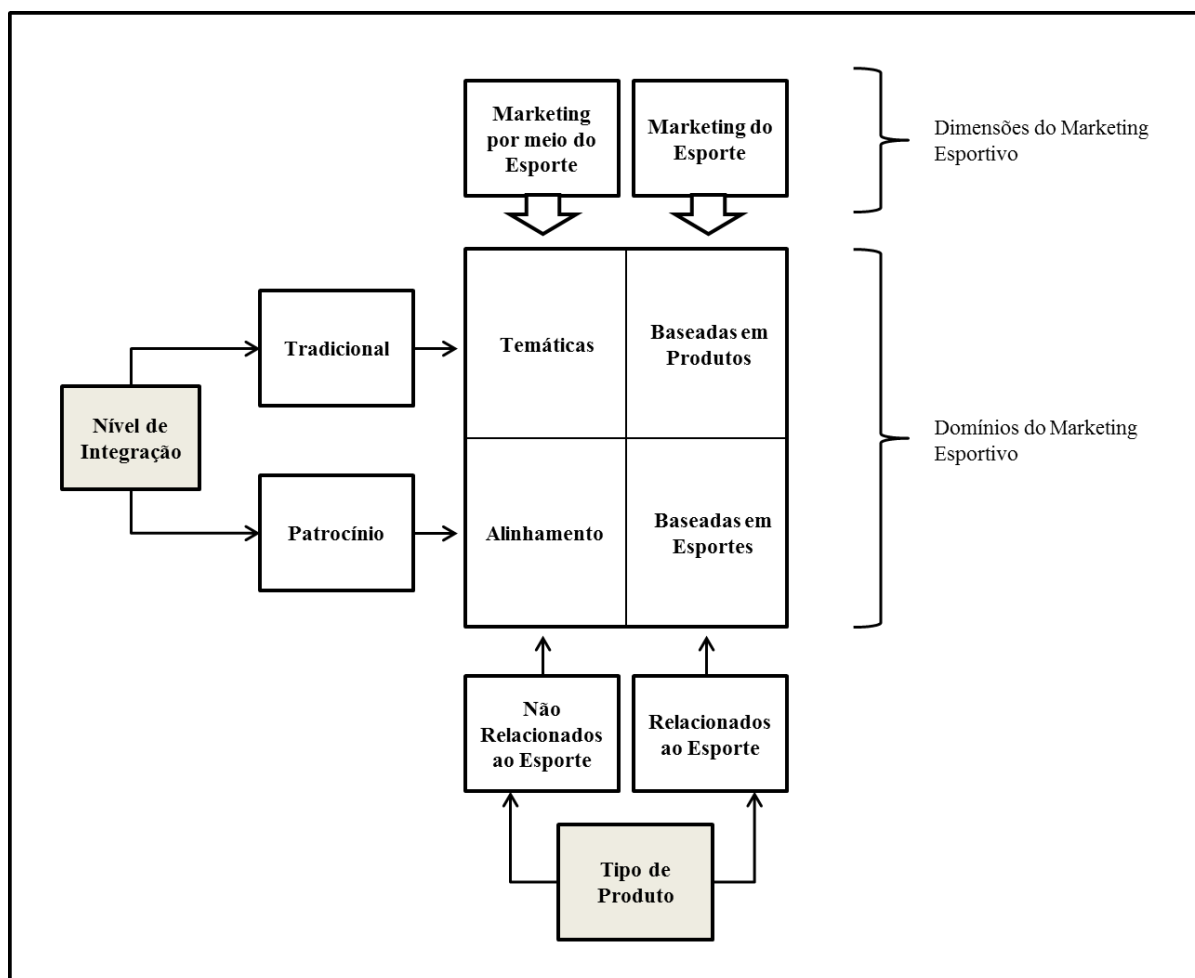 Marketing
por meio do
Esporte
Marketing do
Esporte
Dimensões do Marketing
Esportivo
Tradicional
Temáticas
Baseadas em
Produtos
Nível de
Integração
Domínios do Marketing
Esportivo
Patrocínio
Alinhamento
Baseadas em
Esportes
Não
Relacionados
ao Esporte
Relacionados
ao Esporte
Tipo de
Produto